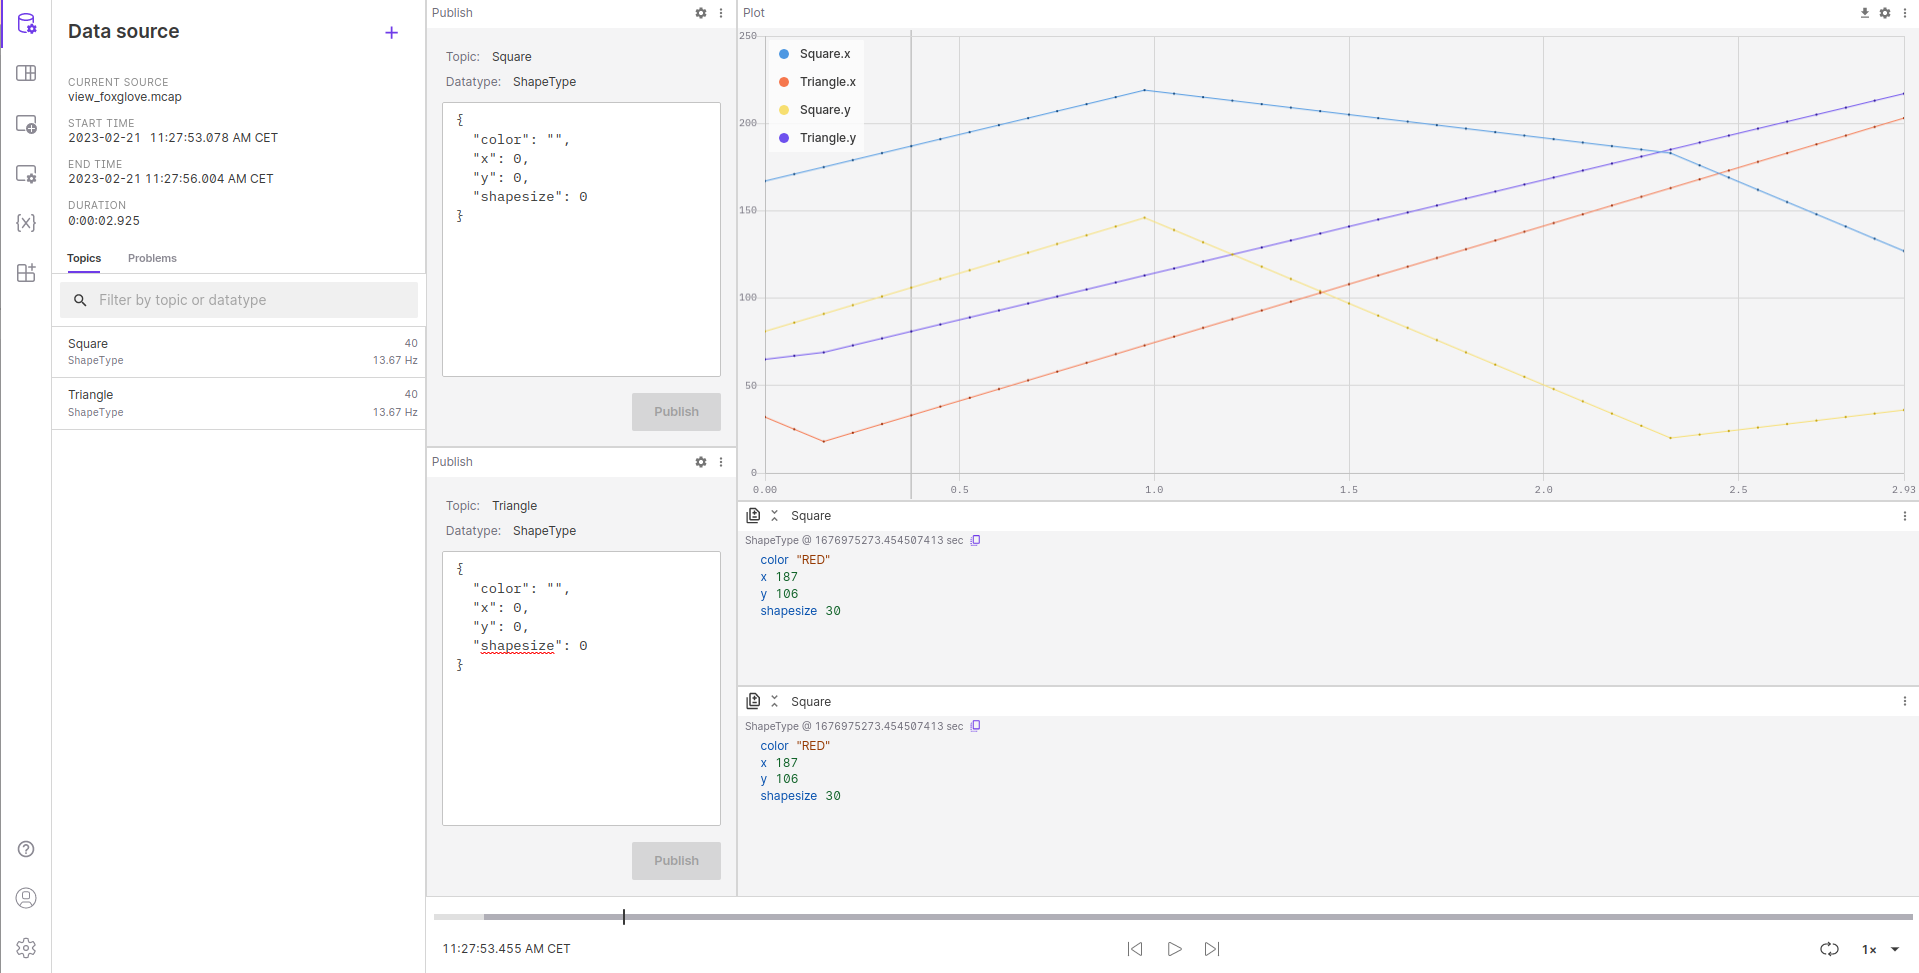 Data source
CURRENT SOURCE
view_foxglove.mcap
START TIME
2023-02-21 11:27:53.078 AM CET
END TIME
2023-02-21 11:27:56.004 AM CET
DURATION
0:00:02.925
Topics Problems
Filter by topic or datatype
Square 40
ShapeType 13.67 Hz
Triangle 40
ShapeType 13.67 Hz
Publish
Topic: Square
Datatype: ShapeType
{
"color": "",
"x": 0,
"y": 0,
"shapesize": 0
}
Publish
Publish
Topic: Triangle
Datatype: ShapeType
{
"color": "",
"x": 0,
"y": 0,
"shapesize": 0
}
Publish
Plot
250
200
150
100
50
0
Square.x
Triangle.x
Square.y
Triangle.y
0.00 0.5 1.0 1.5 2.0 2.5 2.93
Square
ShapeType @ 1676975273.454507413 sec
color "RED"
x 187
y 106
shapesize 30
Square
ShapeType @ 1676975273.454507413 sec
color "RED"
x 187
y 106
shapesize 30
11:27:53.455 AM CET
1×